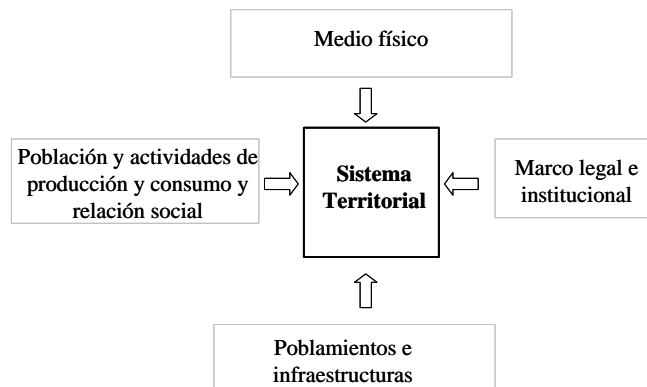 Medio físico
Población y actividades de
producción y consumo y
relación social
Sistema
Territorial
Marco legal e
institucional
Poblamientos e
infraestructuras